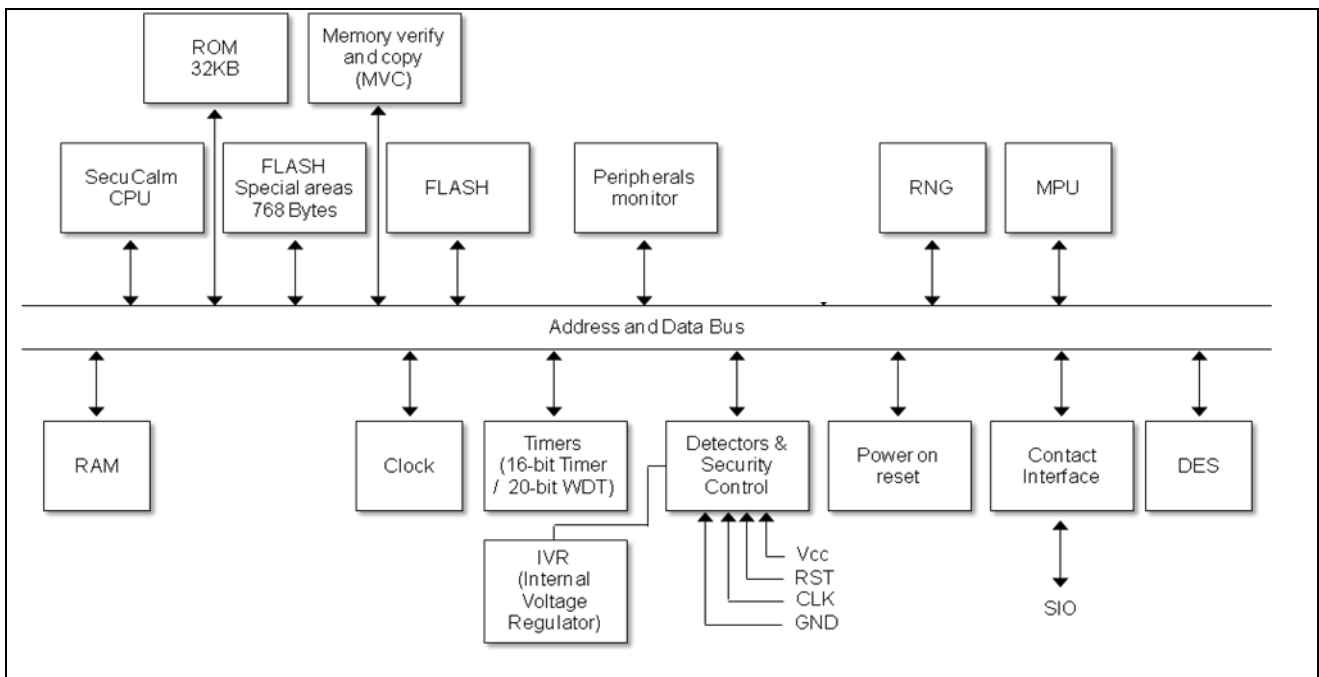 ROM
32KB
Memory verify
and copy
(MVC)
SecuCalm
CPU
FLASH
Special areas
768 Bytes
FLASH
Peripherals
monitor
RNG
MPU
Address and Data Bus
RAM
Clock
Timers
(16-bit Timer
/ 20-bit WDT)
Detectors &
Security
Control
Power on
reset
Contact
Interface
DES
IVR
(Internal
Voltage
Regulator)
Vcc
RST
CLK
GND
SIO